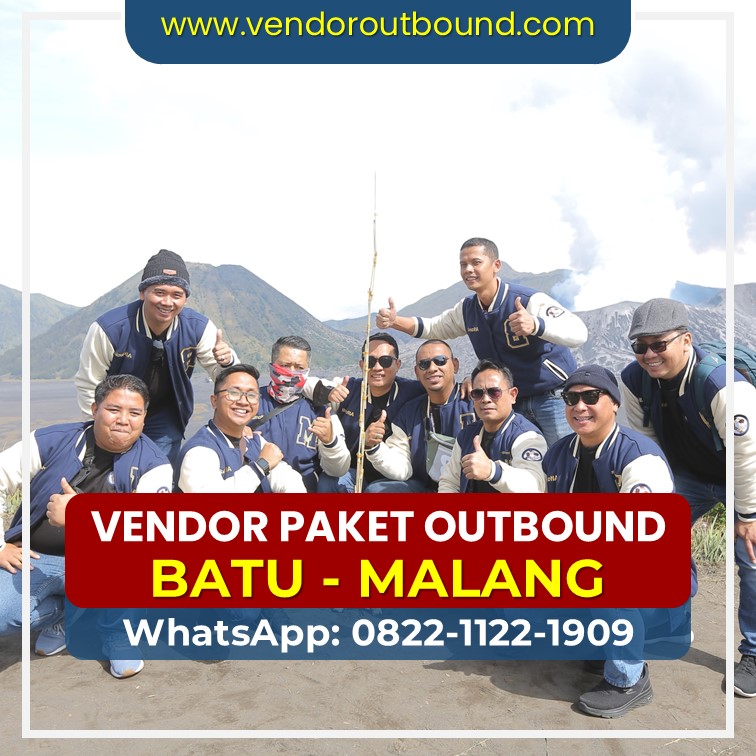 www.vendoroutbound.com
VENDOR PAKET OUTBOUND
BATU - MALANG
WhatsApp: 0822-1122-1909